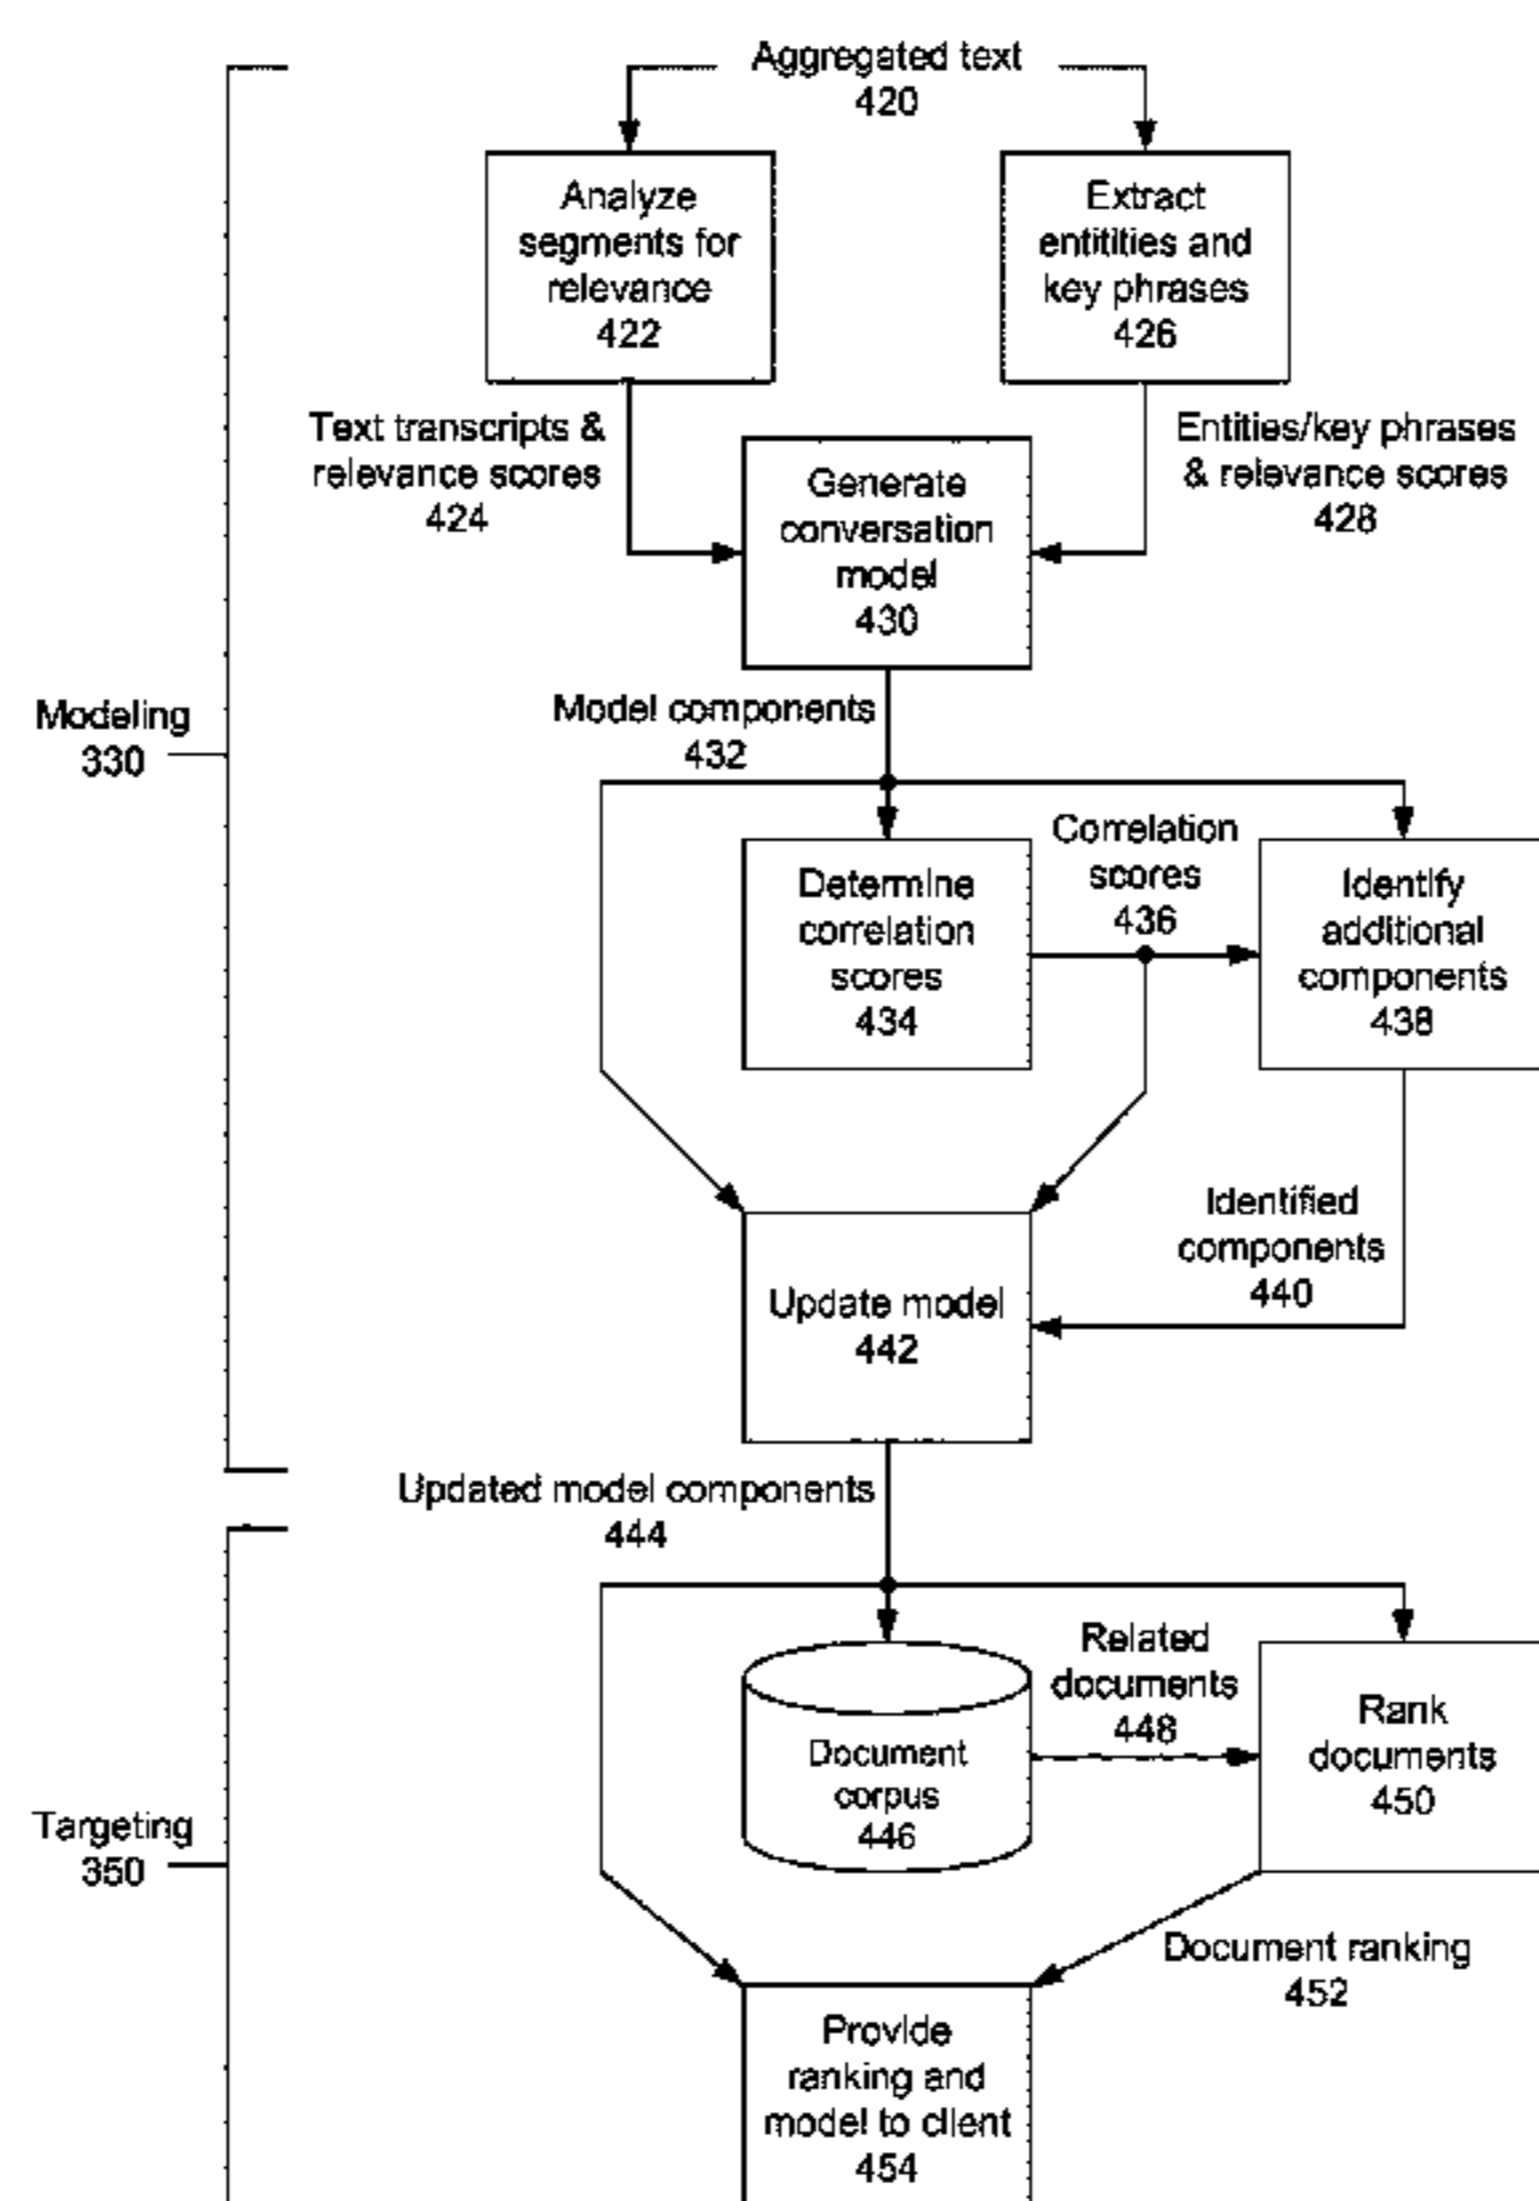 Aggregated text
420
Analyze
segments for
relevance
422
Extract
entitities and
key phrases
426
Text transcripts &
relevance scores
424
Generate
conversation
model
430
Entities/key phrases
& relevance scores
428
Modeling
330
Model components
432
Determine
correlation
scores
434
Correlation
scores
436
Identify
additional
components
438
Identified
components
440
Update model
442
Updated model components
444
Document
corpus
446
Related
documents
448
Rank
documents
450
Targeting
350
Document ranking
452
Provide
ranking and
model to client
454